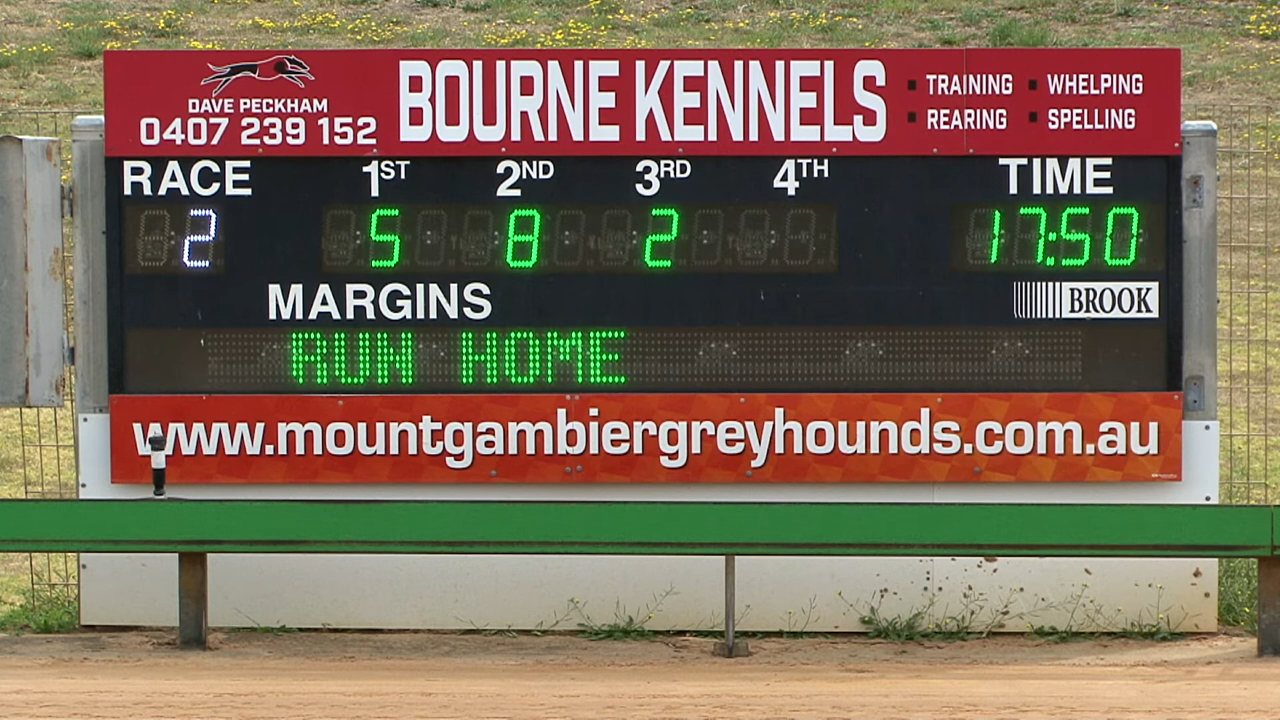 DAVE PECKHAM
0407 239 152
BOURNE KENNELS
▪ TRAINING ▪ WHELPING
▪ REARING ▪ SPELLING
RACE 1ST 2ND 3RD 4TH TIME
2 5 8 2 17:50
MARGINS
BROOK
RUN HOME
www.mountgambiergreyhounds.com.au